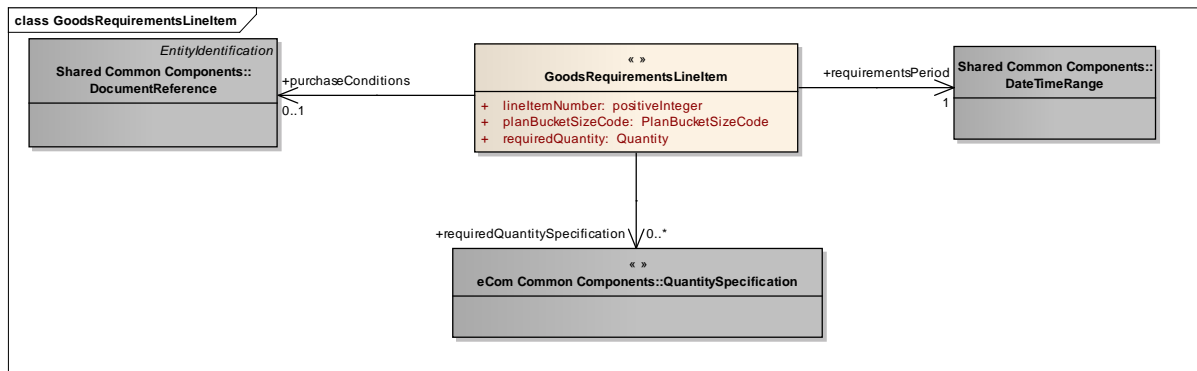 class GoodsRequirementsLineItem
EntityIdentification
Shared Common Components::
DocumentReference
+purchaseConditions
0..1
« »
GoodsRequirementsLineItem
+ lineItemNumber: positiveInteger
+ planBucketSizeCode: PlanBucketSizeCode
+ requiredQuantity: Quantity
+requirementsPeriod
1
Shared Common Components::
DateTimeRange
+requiredQuantitySpecification
0..*
« »
eCom Common Components::QuantitySpecification